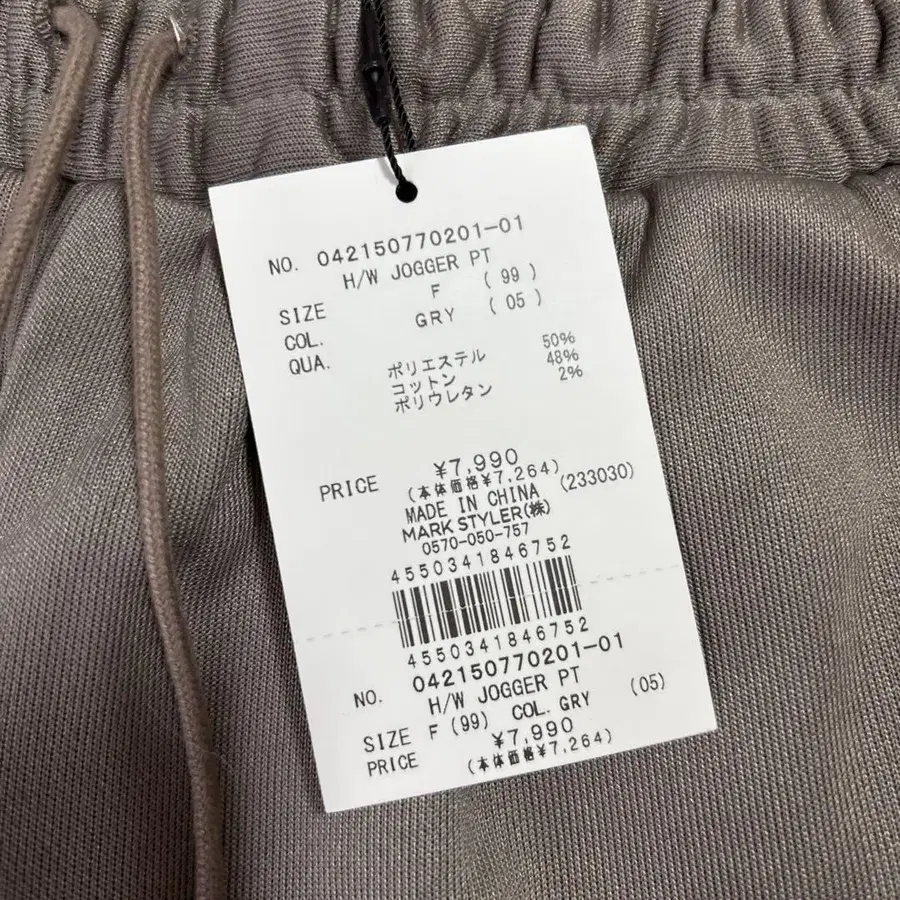 NO. 042150770201-01
H/W JOGGER PT
SIZE F (99)
COL. GRY (05)
QUA. ポリエステル 50%
コットン 48%
ポリウレタン 2%
PRICE ¥7,990
(本体価格¥7,264) (233030)
MADE IN CHINA
MARK STYLER(株)
0570-050-757
4550341846752
4550341846752
NO. 042150770201-01
H/W JOGGER PT
SIZE F (99) COL. GRY (05)
PRICE ¥7,990
(本体価格¥7,264)